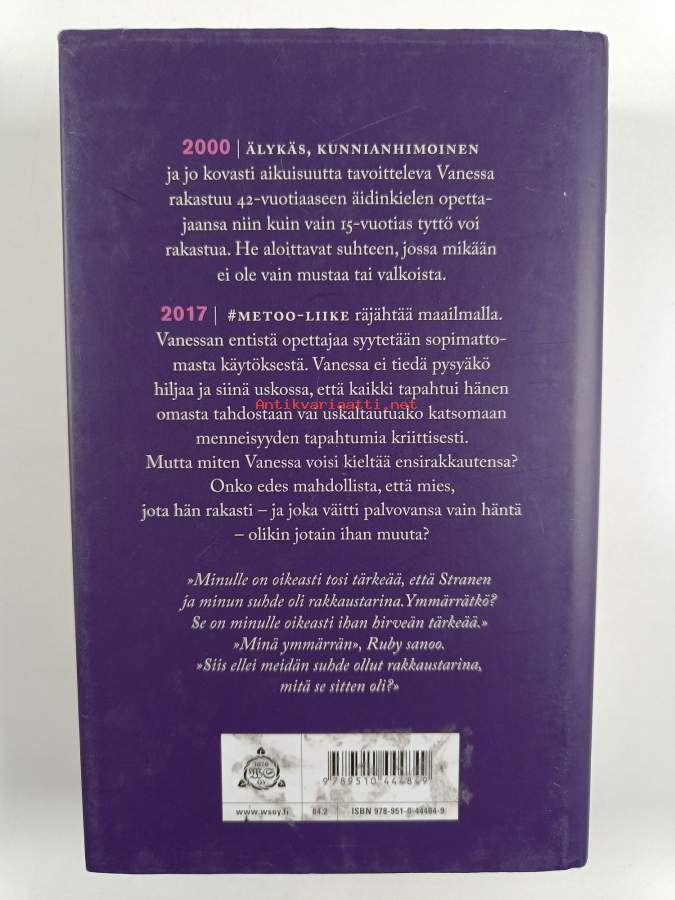 2000 | ÄLYKÄS, KUNNIANHIMOINEN
ja jo kovasti aikuisuutta tavoitteleva Vanessa
rakastuu 42-vuotiaaseen äidinkielen opetta-
jaansa niin kuin vain 15-vuotias tyttö voi
rakastua. He aloittavat suhteen, jossa mikään
ei ole vain mustaa tai valkoista.
2017 | #METOO-LIIKE räjähtää maailmalla.
Vanessan entistä opettajaa syytetään sopimatto-
masta käytöksestä. Vanessa ei tiedä pysyäkö
hiljaa ja siinä uskossa, että kaikki tapahtui hänen
Antikvariaatti.net
omasta tahdostaan vai uskaltautuako katsomaan
menneisyyden tapahtumia kriittisesti.
Mutta miten Vanessa voisi kieltää ensirakkautensa?
Onko edes mahdollista, että mies,
jota hän rakasti – ja joka väitti palvovansa vain häntä
– olikin jotain ihan muuta?
»Minulle on oikeasti tosi tärkeää, että Stranen
ja minun suhde oli rakkaustarina. Ymmärrätkö?
Se on minulle oikeasti ihan hirveän tärkeää.»
»Minä ymmärrän», Ruby sanoo.
»Siis ellei meidän suhde ollut rakkaustarina,
mitä se sitten oli?»
1878
WS
OY
9 789510 444849
www.wsoy.fi 84.2 ISBN 978-951-0-44484-9